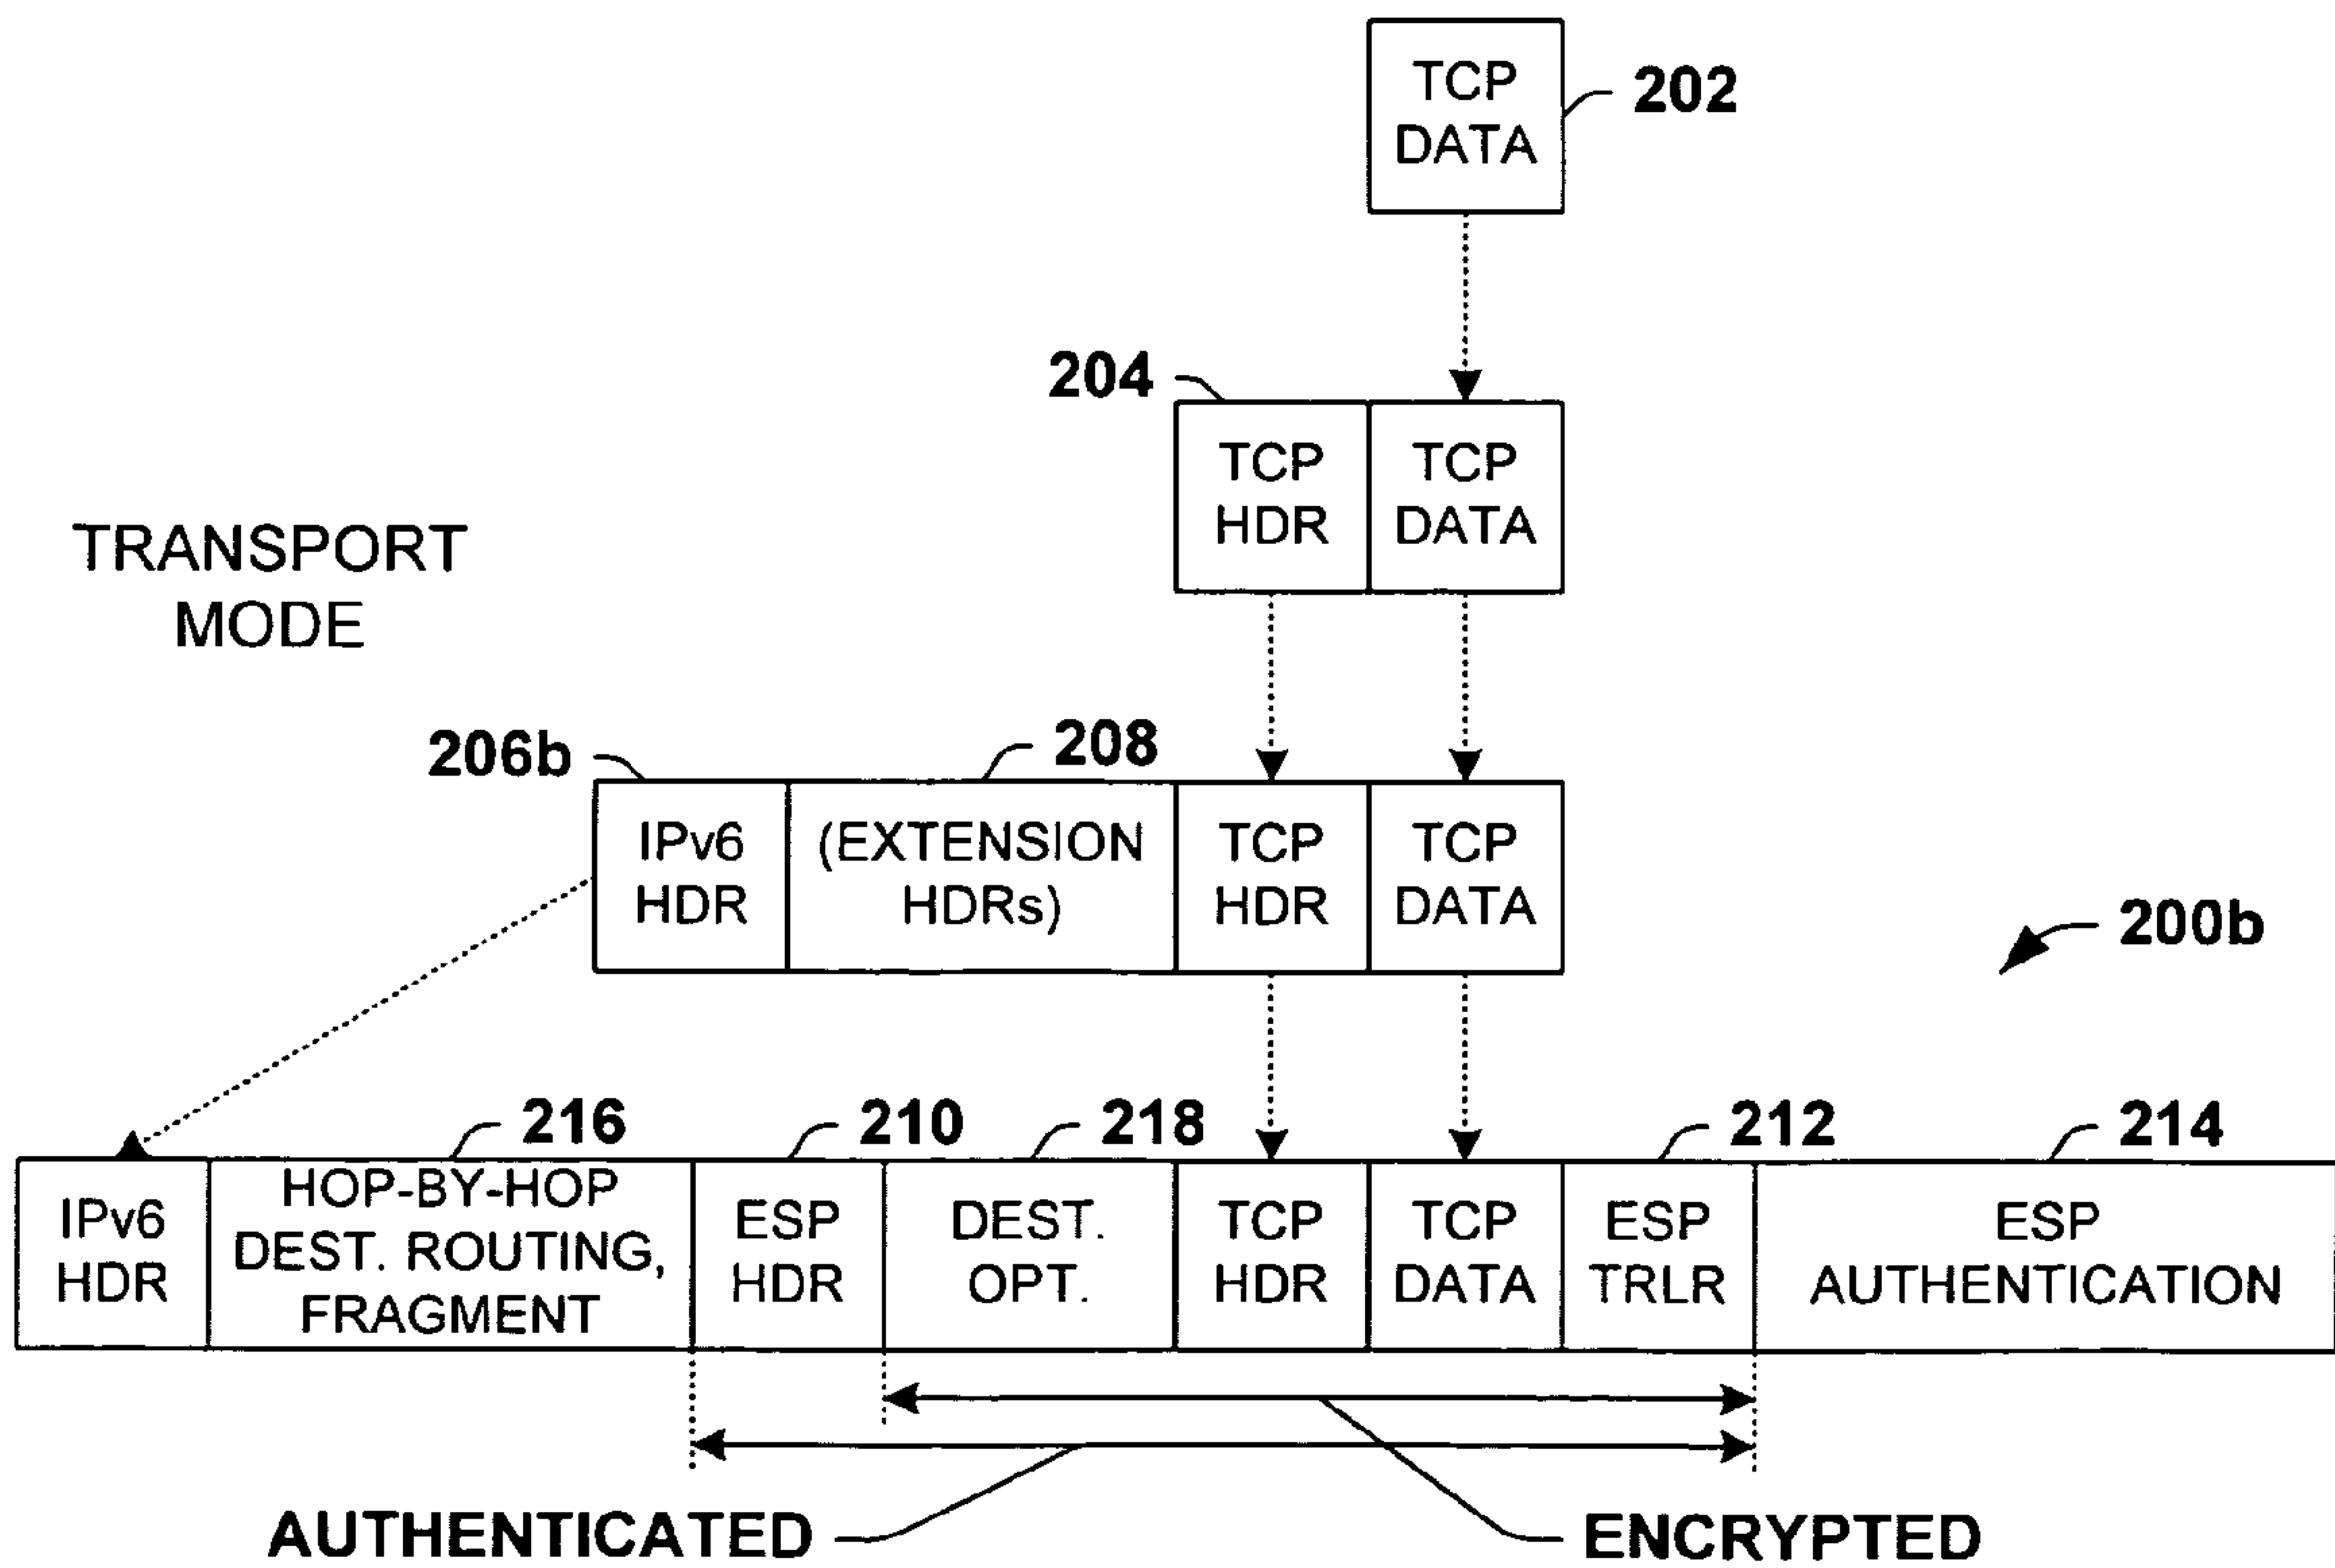 TCP
DATA
202
204
TCP
HDR
TCP
DATA
TRANSPORT
MODE
206b
208
IPv6
HDR
(EXTENSION
HDRs)
TCP
HDR
TCP
DATA
200b
216
210
218
212
214
IPv6
HDR
HOP-BY-HOP
DEST. ROUTING,
FRAGMENT
ESP
HDR
DEST.
OPT.
TCP
HDR
TCP
DATA
ESP
TRLR
ESP
AUTHENTICATION
AUTHENTICATED
ENCRYPTED